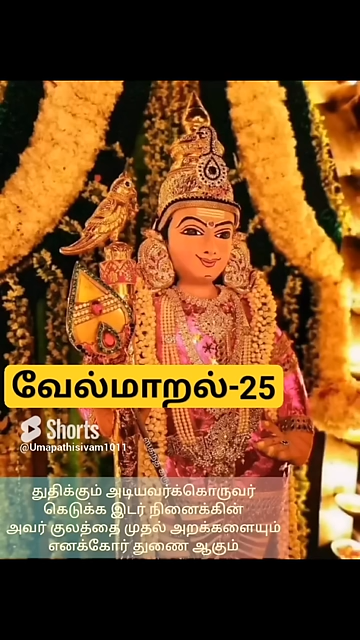 வேல்மாறல்-25
Shorts
@Umapathisivam1011
துதிக்கும் அடியவர்க்கொருவர்
கெடுக்க இடர் நினைக்கின்
அவர் குலத்தை முதல் அறக்களையும்
எனக்கோர் துணை ஆகும்